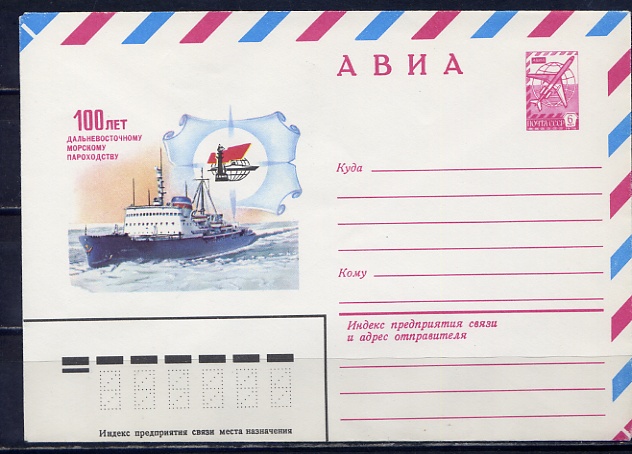 АВИА
АВИА
ПОЧТА СССР
6
100 ЛЕТ
ДАЛЬНЕВОСТОЧНОМУ
МОРСКОМУ
ПАРОХОДСТВУ
Куда
Кому
Индекс предприятия связи
и адрес отправителя
Индекс предприятия связи места назначения